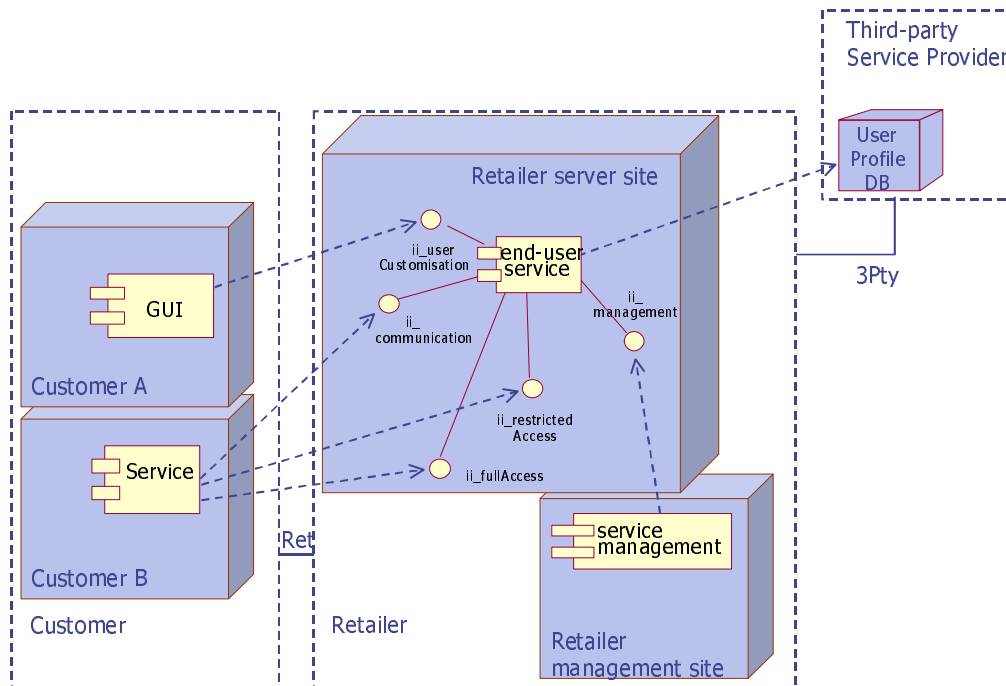 Third-party
Service Provider
User
Profile
DB
3Pty
Retailer server site
end-user
service
ii_user
Customisation
ii_
communication
ii_
management
ii_restricted
Access
ii_fullAccess
GUI
Customer A
Service
Customer B
Customer
Ret
Retailer
service
management
Retailer
management site